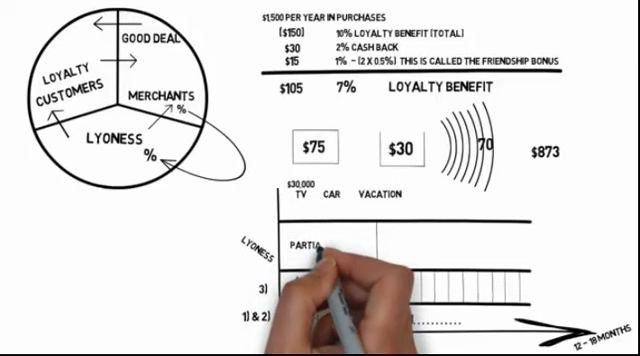 GOOD DEAL
LOYALTY
CUSTOMERS
MERCHANTS
%
LYONESS
%
$1,500 PER YEAR IN PURCHASES
($150) 10% LOYALTY BENEFIT (TOTAL)
$30 2% CASH BACK
$15 1% - (2 X 0.5%) THIS IS CALLED THE FRIENDSHIP BONUS
$105 7% LOYALTY BENEFIT
$75 $30 70 $873
$30,000
TV CAR VACATION
LYONESS
PARTIA
3)
1) & 2)
12 - 18 MONTHS